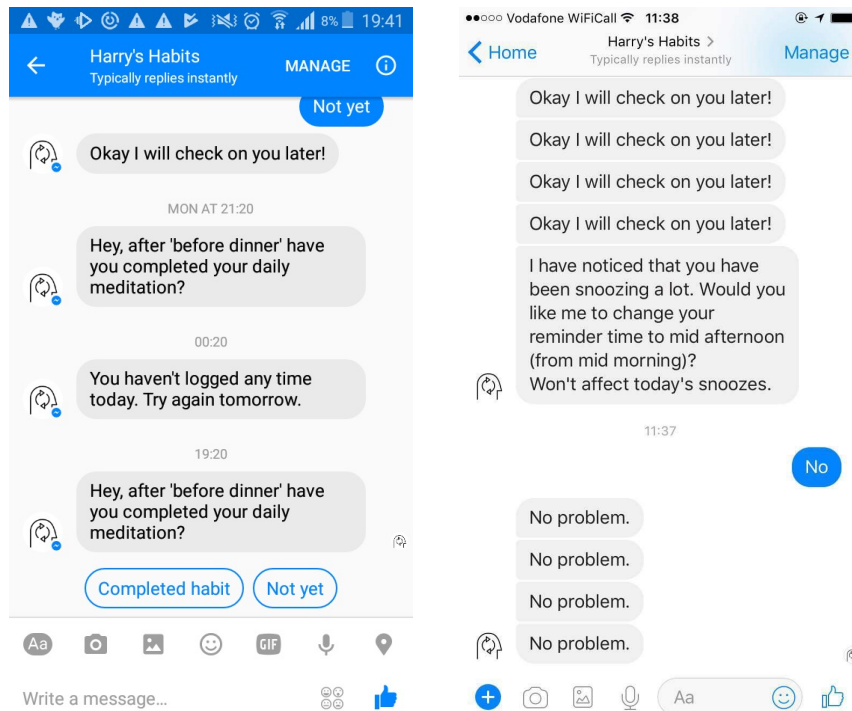 8% 19:41
Harry's Habits
Typically replies instantly
MANAGE
Not yet
Okay I will check on you later!
MON AT 21:20
Hey, after 'before dinner' have
you completed your daily
meditation?
00:20
You haven't logged any time
today. Try again tomorrow.
19:20
Hey, after 'before dinner' have
you completed your daily
meditation?
Completed habit
Not yet
Aa
GIF
Write a message...
Vodafone WiFiCall 11:38
Home
Harry's Habits >
Typically replies instantly
Manage
Okay I will check on you later!
Okay I will check on you later!
Okay I will check on you later!
Okay I will check on you later!
I have noticed that you have
been snoozing a lot. Would you
like me to change your
reminder time to mid afternoon
(from mid morning)?
Won't affect today's snoozes.
11:37
No
No problem.
No problem.
No problem.
No problem.
Aa